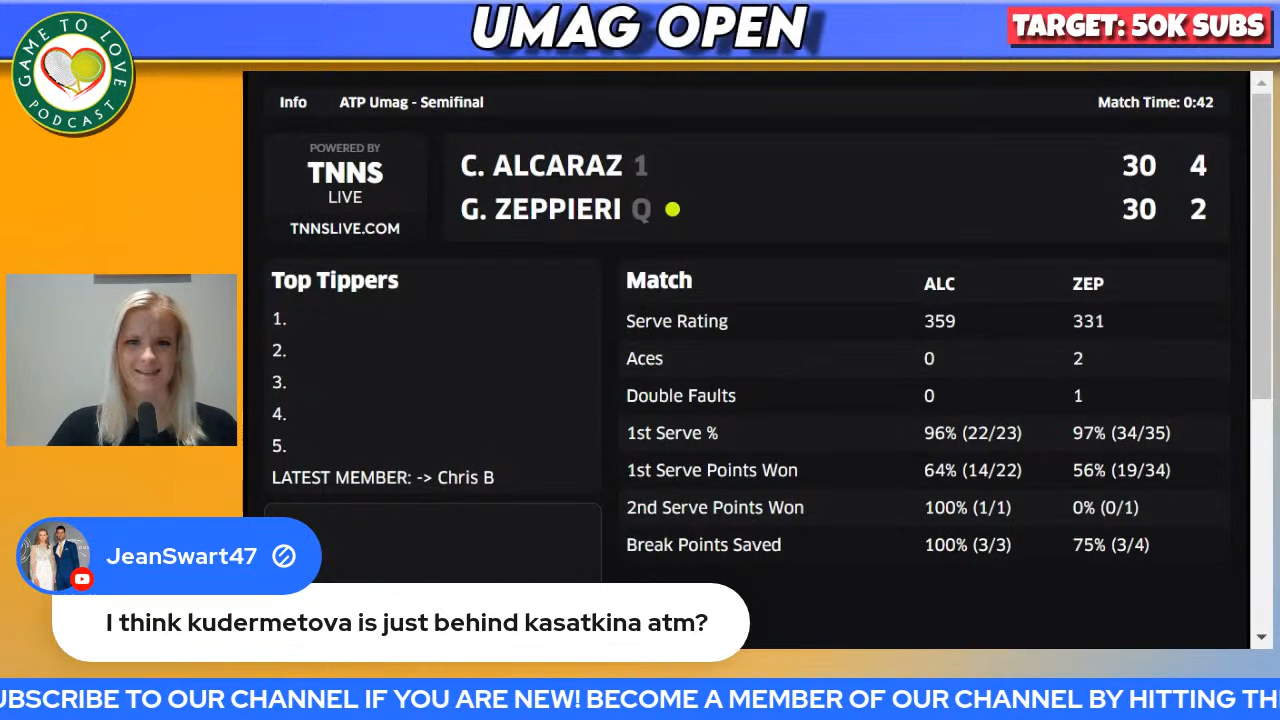 GAME TO LOVE
PODCAST
UMAG OPEN
TARGET: 50K SUBS
Info ATP Umag - Semifinal Match Time: 0:42
POWERED BY
TNNS
LIVE
TNNSLIVE.COM
C. ALCARAZ 1 30 4
G. ZEPPIERI Q 30 2
Top Tippers
1.
2.
3.
4.
5.
LATEST MEMBER: -> Chris B
Match ALC ZEP
Serve Rating 359 331
Aces 0 2
Double Faults 0 1
1st Serve % 96% (22/23) 97% (34/35)
1st Serve Points Won 64% (14/22) 56% (19/34)
2nd Serve Points Won 100% (1/1) 0% (0/1)
Break Points Saved 100% (3/3) 75% (3/4)
JeanSwart47
I think kudermetova is just behind kasatkina atm?
UBSCRIBE TO OUR CHANNEL IF YOU ARE NEW! BECOME A MEMBER OF OUR CHANNEL BY HITTING TH